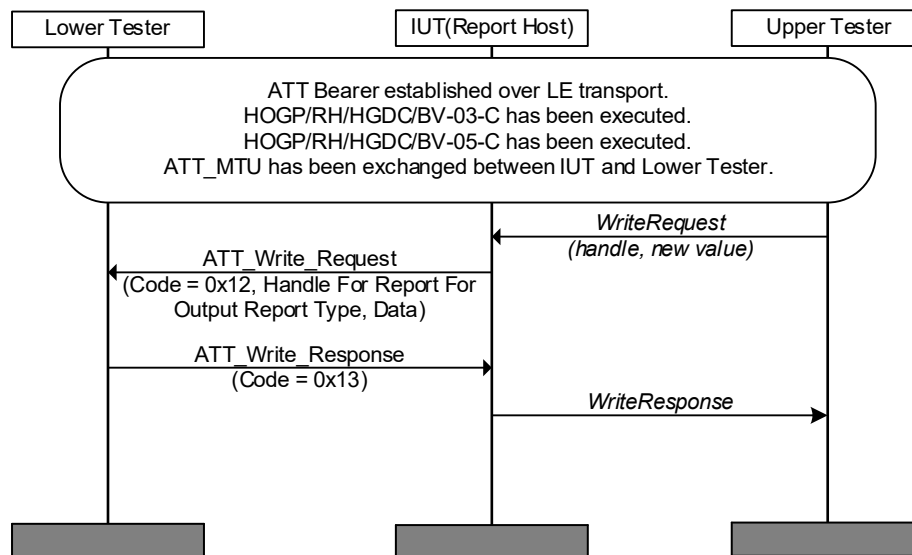 Lower Tester
IUT(Report Host)
Upper Tester
ATT Bearer established over LE transport.
HOGP/RH/HGDC/BV-03-C has been executed.
HOGP/RH/HGDC/BV-05-C has been executed.
ATT_MTU has been exchanged between IUT and Lower Tester.
WriteRequest
(handle, new value)
ATT_Write_Request
(Code = 0x12, Handle For Report For
Output Report Type, Data)
ATT_Write_Response
(Code = 0x13)
WriteResponse